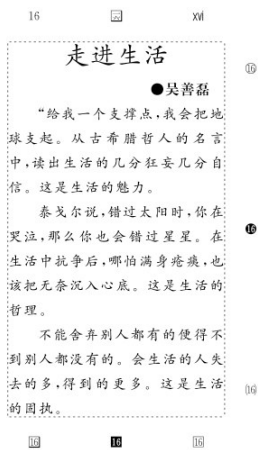 16 xvi
走进生活
⑯
●吴善磊
“给我一个支撑点,我会把地
球支起。从古希腊哲人的名言
中,读出生活的几分狂妄几分自
信。这是生活的魅力。
泰戈尔说,错过太阳时,你在
哭泣,那么你也会错过星星。在
⓰
生活中抗争后,哪怕满身疮痍,也
该把无奈沉入心底。这是生活的
哲理。
不能舍弃别人都有的便得不
到别人都没有的。会生活的人失
⒃
去的多,得到的更多。这是生活
的固执。
16 16 16